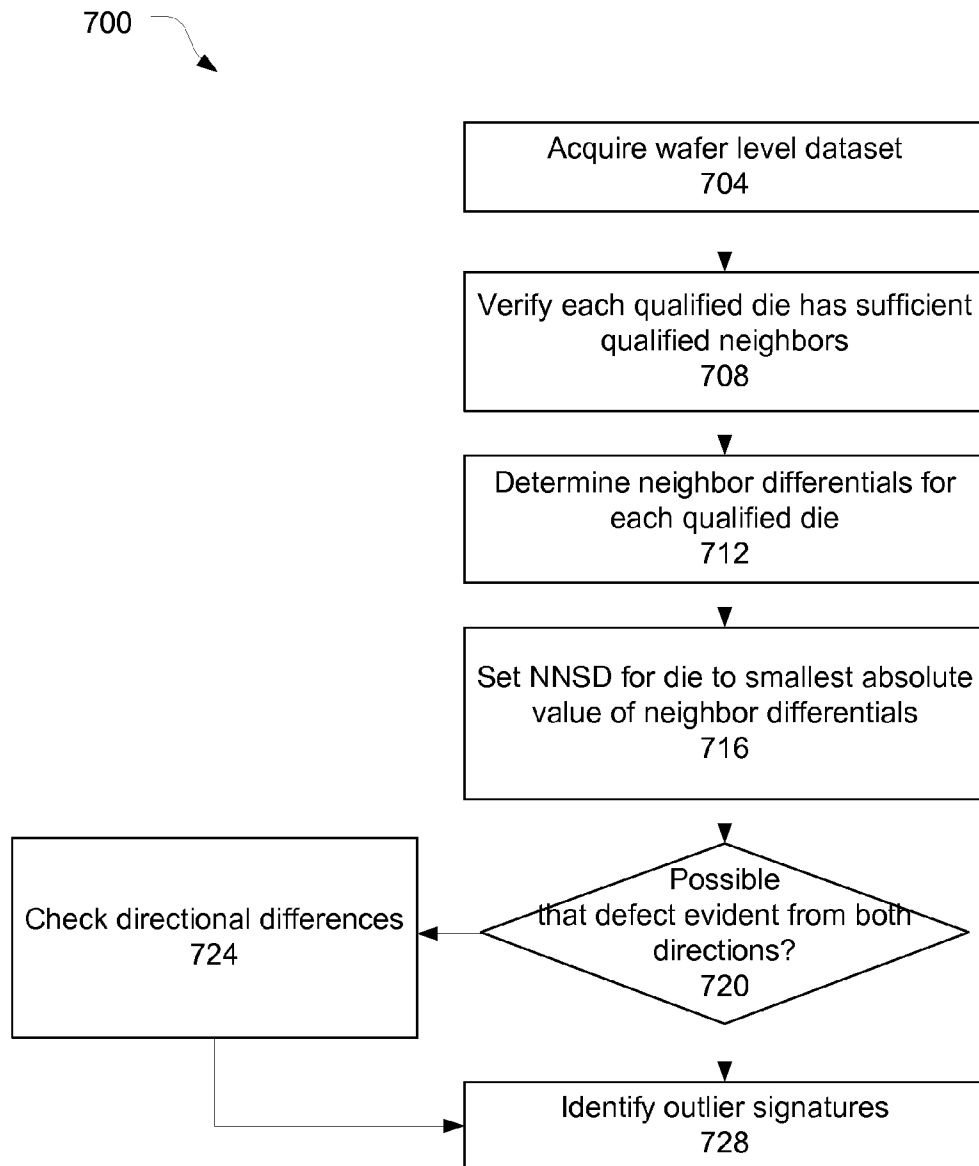 700
Acquire wafer level dataset
704
Verify each qualified die has sufficient
qualified neighbors
708
Determine neighbor differentials for
each qualified die
712
Set NNSD for die to smallest absolute
value of neighbor differentials
716
Possible
that defect evident from both
directions?
720
Check directional differences
724
Identify outlier signatures
728